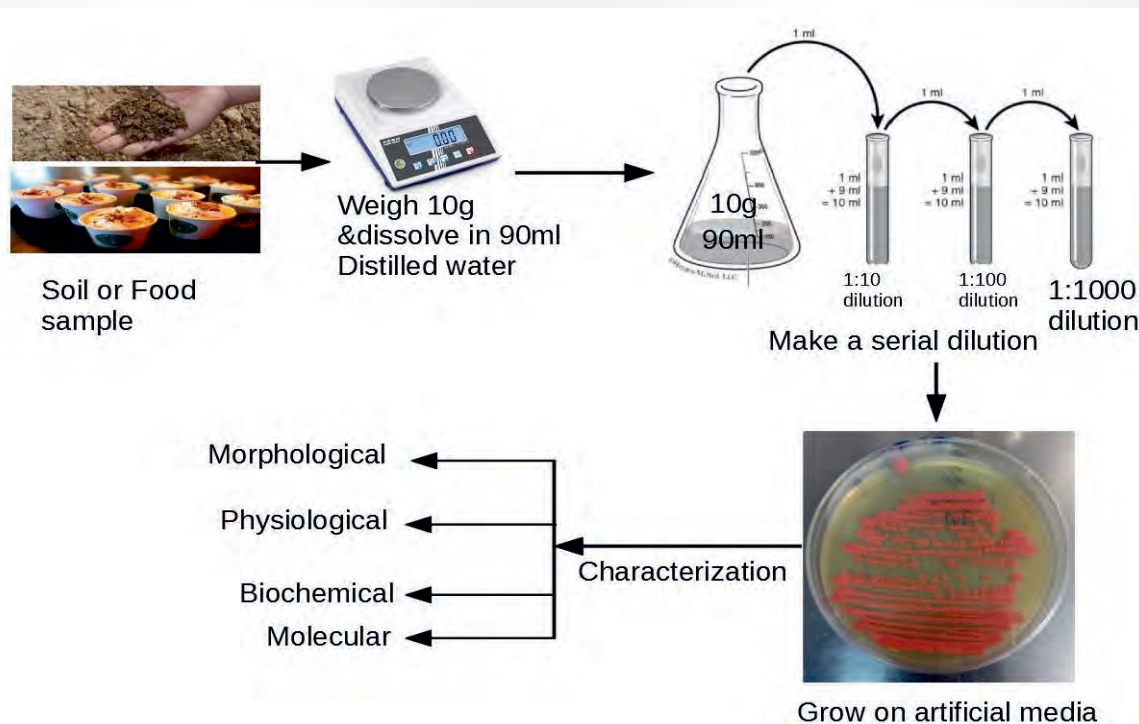 1 ml
1 ml
1 ml
0.00
1 ml
+ 9 ml
= 10 ml
1 ml
+ 9 ml
= 10 ml
1 ml
+ 9 ml
= 10 ml
10g
90ml
Weigh 10g
&dissolve in 90ml
Distilled water
Soil or Food
sample
1:10
dilution
1:100
dilution
1:1000
dilution
Make a serial dilution
Morphological
Physiological
Biochemical
Molecular
Characterization
Grow on artificial media